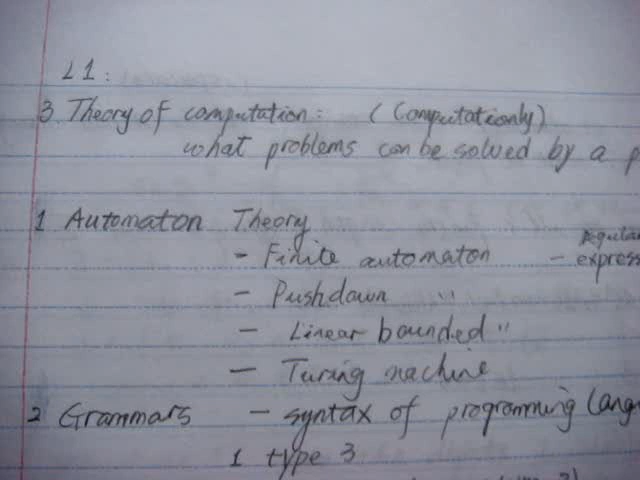 L1:
3 Theory of computation: (Computationly)
what problems can be solved by a p
1 Automaton Theory
- Finite automaton - regular express
- Pushdown "
- Linear bounded "
- Turing machine
2 Grammars - syntax of programming lang
1 type 3